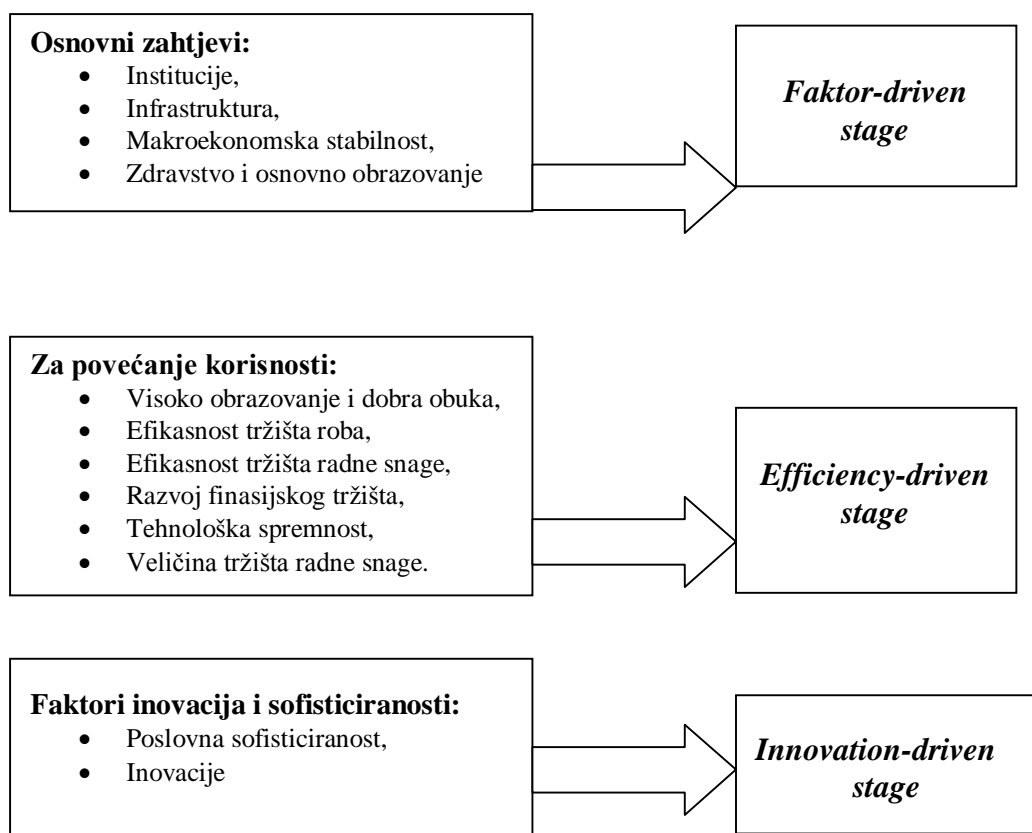 Osnovni zahtjevi:
• Institucije,
• Infrastruktura,
• Makroekonomska stabilnost,
• Zdravstvo i osnovno obrazovanje
Faktor-driven
stage
Za povećanje korisnosti:
• Visoko obrazovanje i dobra obuka,
• Efikasnost tržišta roba,
• Efikasnost tržišta radne snage,
• Razvoj finasijskog tržišta,
• Tehnološka spremnost,
• Veličina tržišta radne snage.
Efficiency-driven
stage
Faktori inovacija i sofisticiranosti:
• Poslovna sofisticiranost,
• Inovacije
Innovation-driven
stage